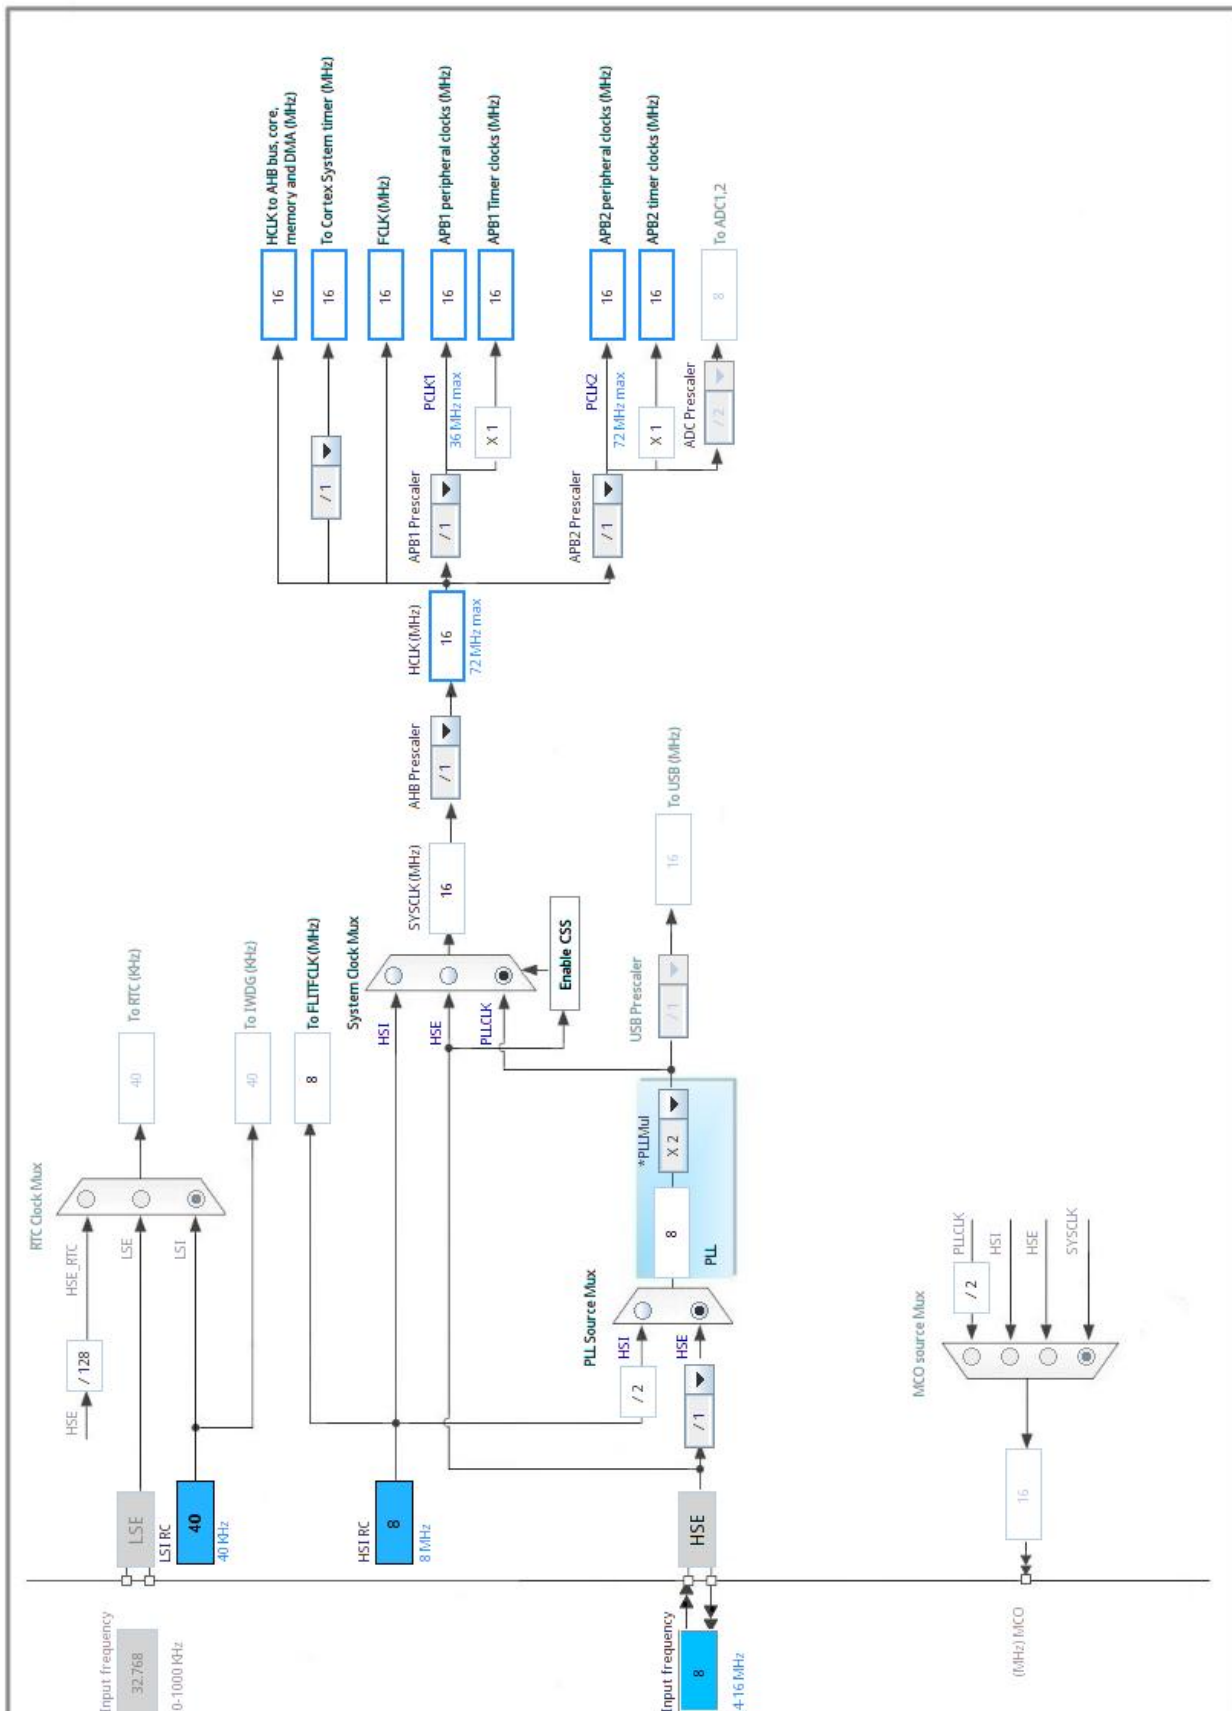 Input frequency
32.768
0-1000 KHz
LSE
LSI RC
40
40 KHz
HSE
/ 128
HSE_RTC
LSE
LSI
RTC Clock Mux
40
To RTC (KHz)
40
To IWDG (KHz)
HSI RC
8
8 MHz
8
To FLITFCLK (MHz)
System Clock Mux
HSI
HSE
PLLCLK
Enable CSS
SYSCLK (MHz)
16
AHB Prescaler
/ 1
HCLK (MHz)
16
72 MHz max
16
HCLK to AHB bus, core,
memory and DMA (MHz)
/ 1
16
To Cortex System timer (MHz)
16
FCLK (MHz)
APB1 Prescaler
/ 1
PCLK1
36 MHz max
16
APB1 peripheral clocks (MHz)
X 1
16
APB1 Timer clocks (MHz)
APB2 Prescaler
/ 1
PCLK2
72 MHz max
16
APB2 peripheral clocks (MHz)
X 1
16
APB2 timer clocks (MHz)
ADC Prescaler
/ 2
8
To ADC1,2
Input frequency
8
4-16 MHz
HSE
/ 2
/ 1
PLL Source Mux
HSI
HSE
8
*PLLMul
X 2
PLL
USB Prescaler
/ 1
16
To USB (MHz)
(MHz) MCO
16
MCO source Mux
/ 2
PLLCLK
HSI
HSE
SYSCLK